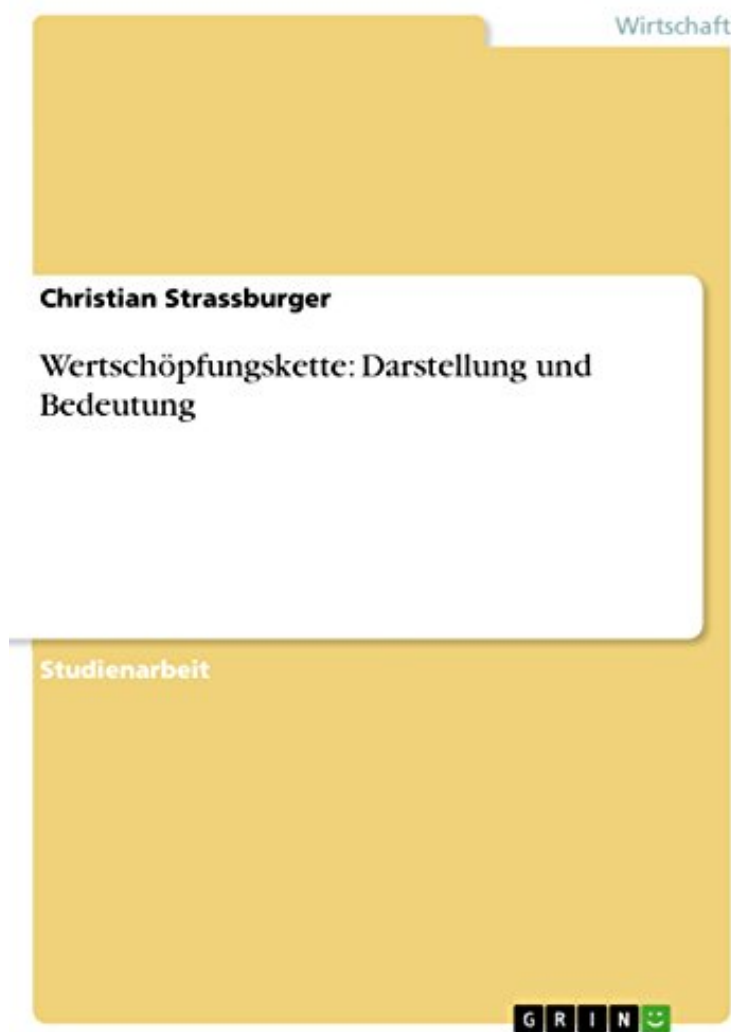 Wirtschaft
Christian Strassburger
Wertschöpfungskette: Darstellung und
Bedeutung
Studienarbeit
GRIN